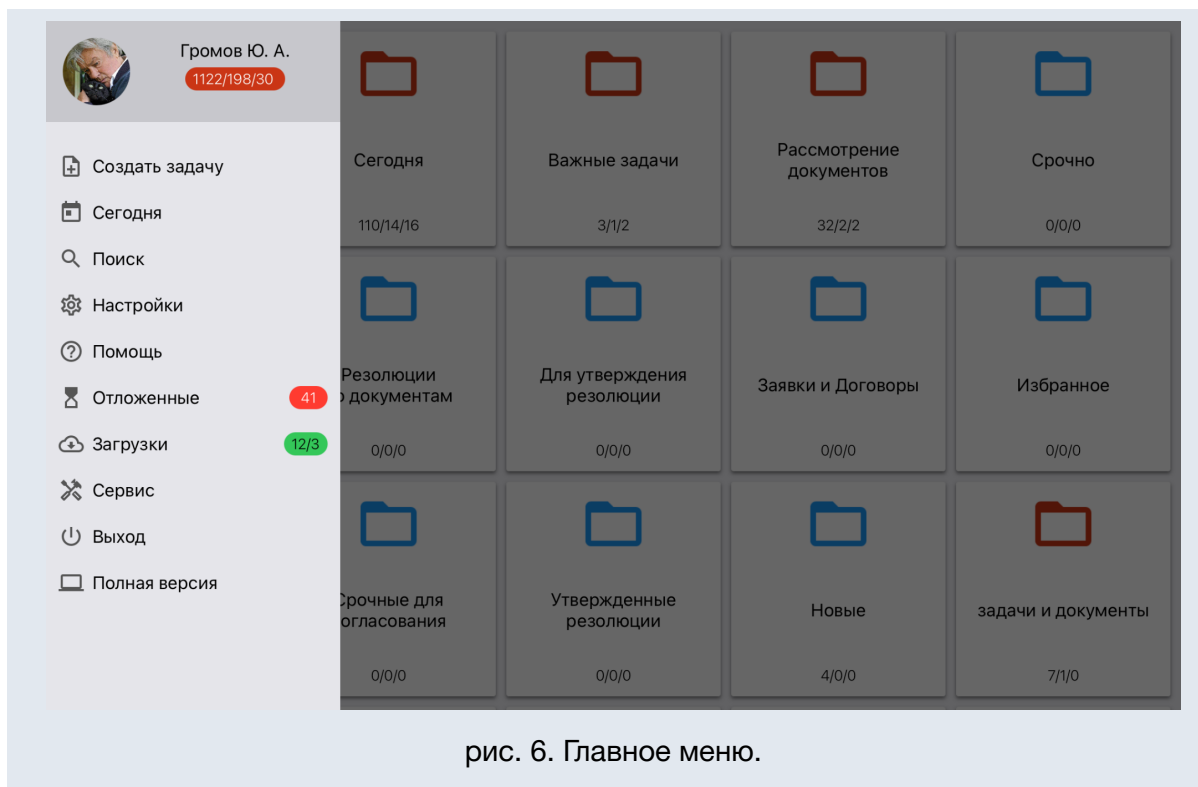 Громов Ю. А.
1122/198/30
Создать задачу
Сегодня
Поиск
Настройки
Помощь
Отложенные 41
Загрузки 12/3
Сервис
Выход
Полная версия
Сегодня
110/14/16
Важные задачи
3/1/2
Рассмотрение
документов
32/2/2
Срочно
0/0/0
Резолюции
документам
0/0/0
Для утверждения
резолюции
0/0/0
Заявки и Договоры
0/0/0
Избранное
0/0/0
Срочные для
огласования
0/0/0
Утвержденные
резолюции
0/0/0
Новые
4/0/0
задачи и документы
7/1/0
рис. 6. Главное меню.